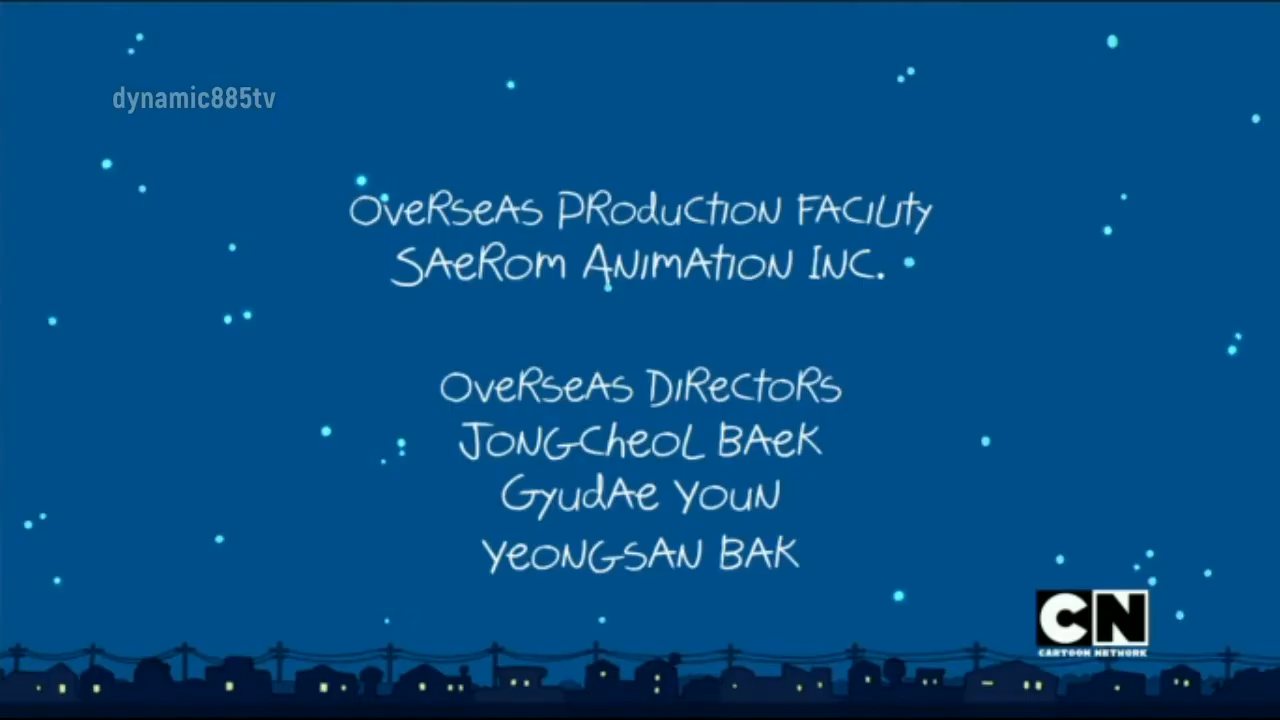 dynamic885tv
OVERSEAS PRODUCTION FACILITY
SAEROM ANIMATION INC.
OVERSEAS DIRECTORS
JONGCHEOL BAEK
GYUDAE YOUN
YEONGSAN BAK
CN
CARTOON NETWORK